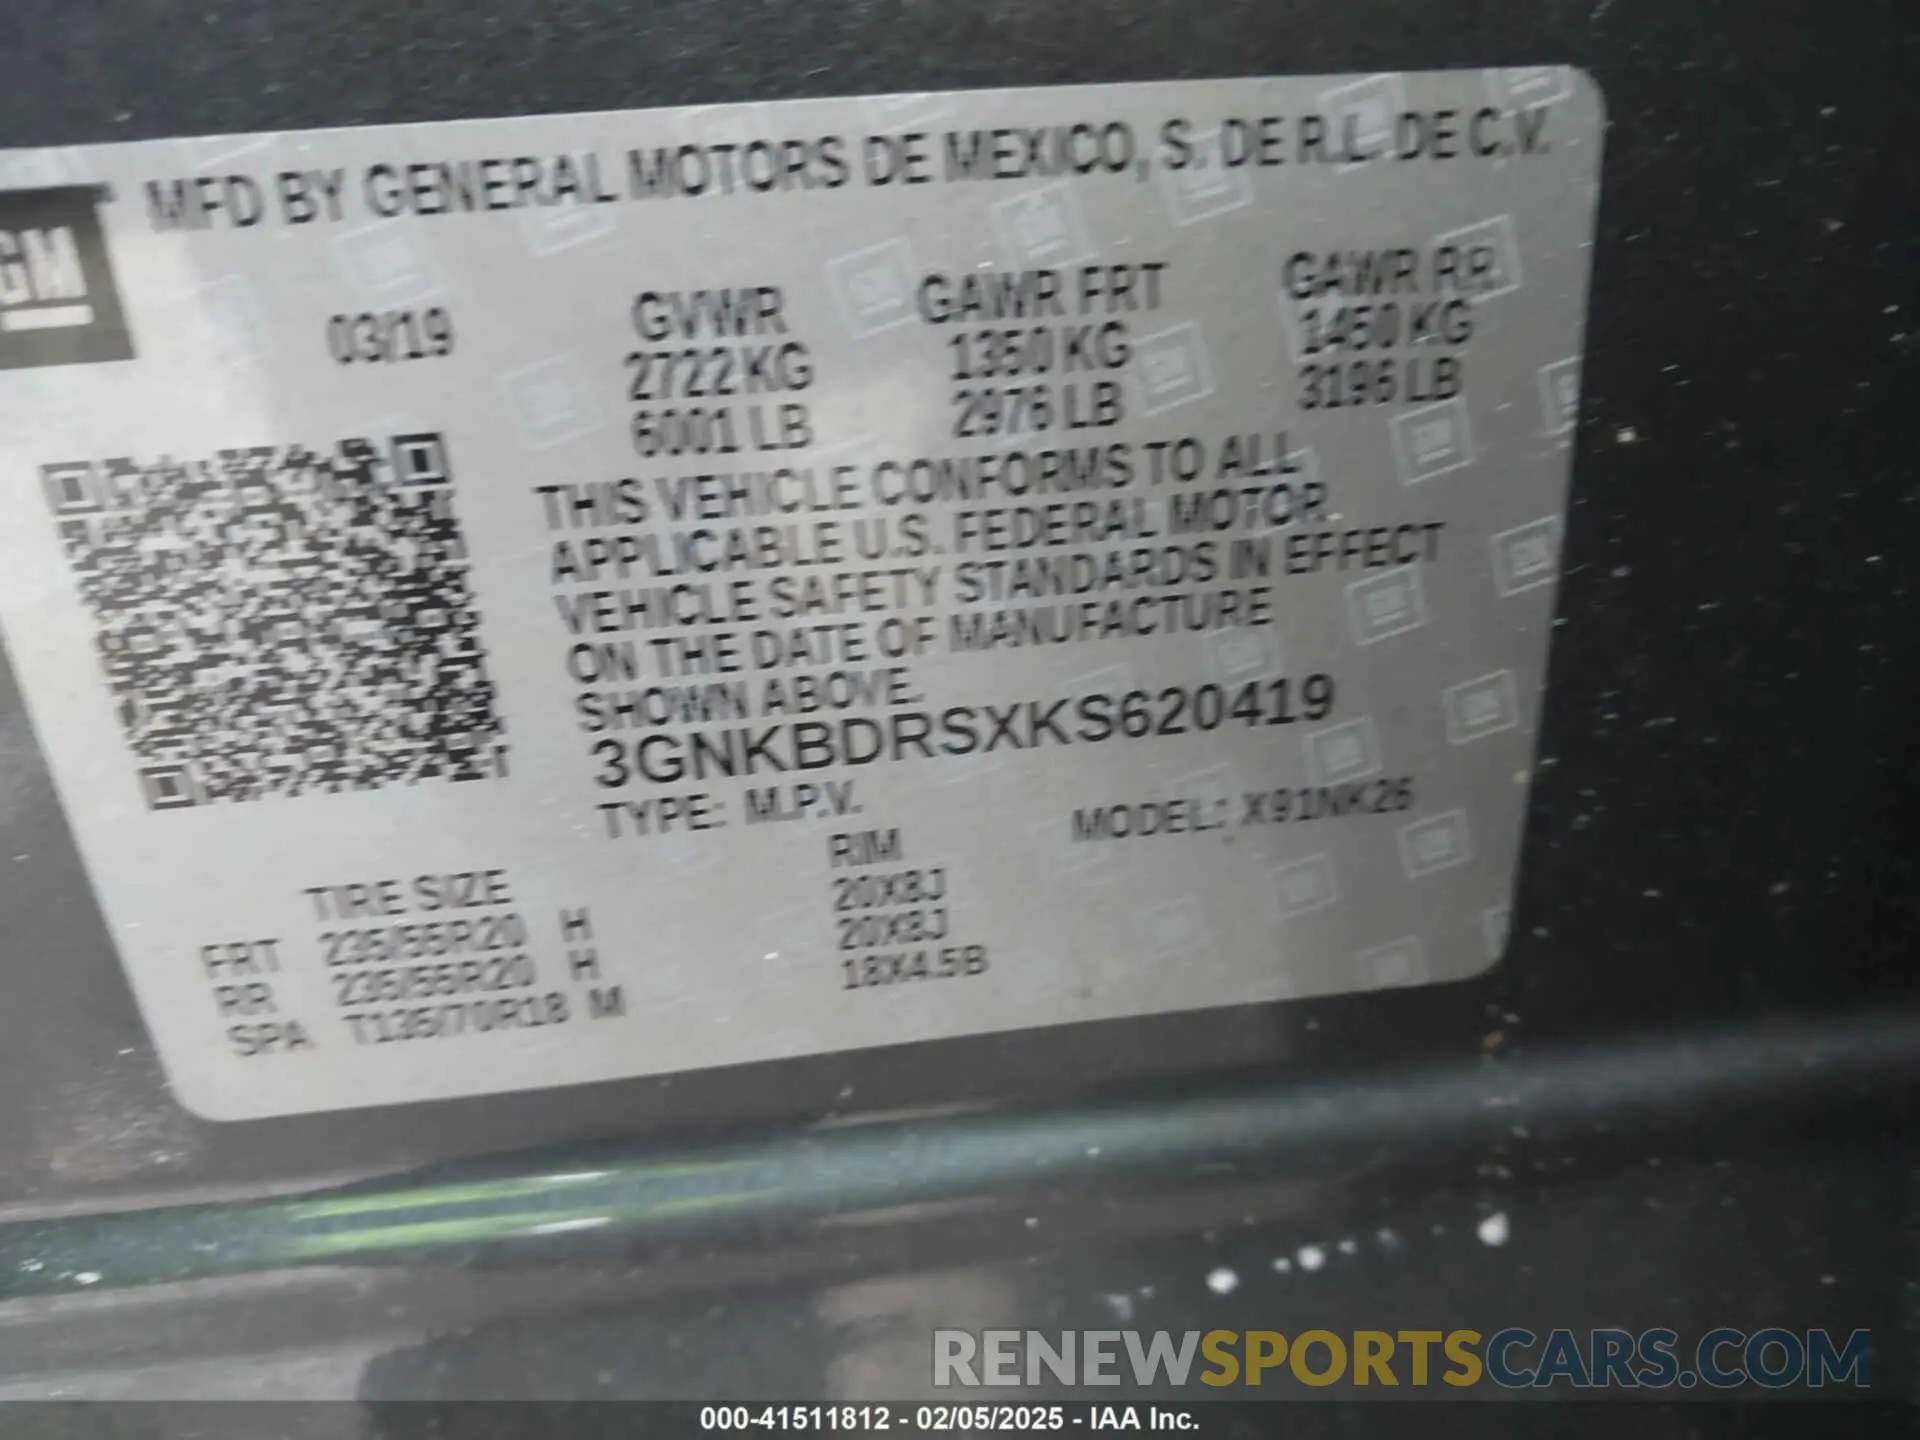 GM
MFD BY GENERAL MOTORS DE MEXICO, S. DE R.L. DE C.V.
03/19 GVWR GAWR FRT GAWR RR
2722 KG 1350 KG 1450 KG
6001 LB 2976 LB 3196 LB
THIS VEHICLE CONFORMS TO ALL
APPLICABLE U.S. FEDERAL MOTOR
VEHICLE SAFETY STANDARDS IN EFFECT
ON THE DATE OF MANUFACTURE
SHOWN ABOVE.
3GNKBDRSXKS620419
TYPE: M.P.V. MODEL: X91NK26
TIRE SIZE RIM
FRT 235/55R20 H 20X8J
RR 235/55R20 H 20X8J
SPA T135/70R18 M 18X4.5B
RENEWSPORTSCARS.COM
000-41511812 - 02/05/2025 - IAA Inc.